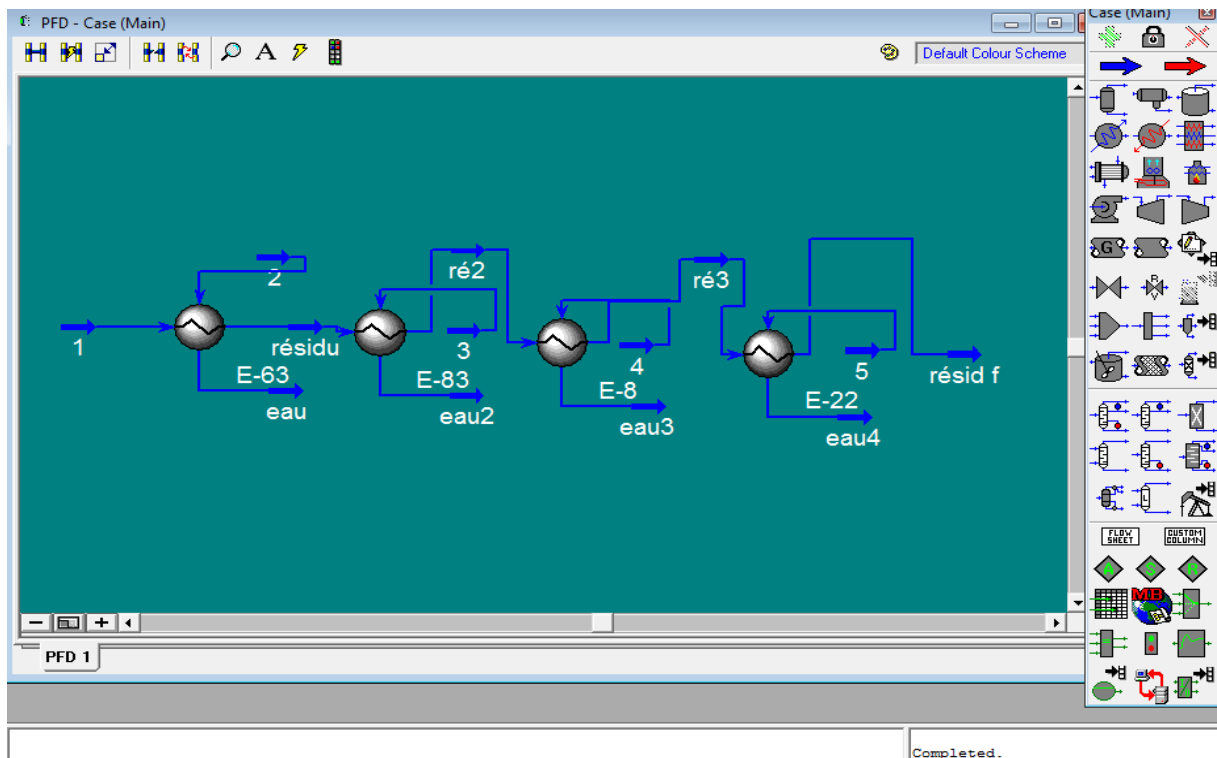 PFD - Case (Main)
Case (Main)
A
Default Colour Scheme
1
2
résidu
E-63
eau
ré2
3
E-83
eau2
ré3
4
E-8
eau3
5
E-22
eau4
résid f
PFD 1
G
R
V
L
FLOW
SHEET
CUSTOM
COLUMN
A
S
R
MB
Completed.